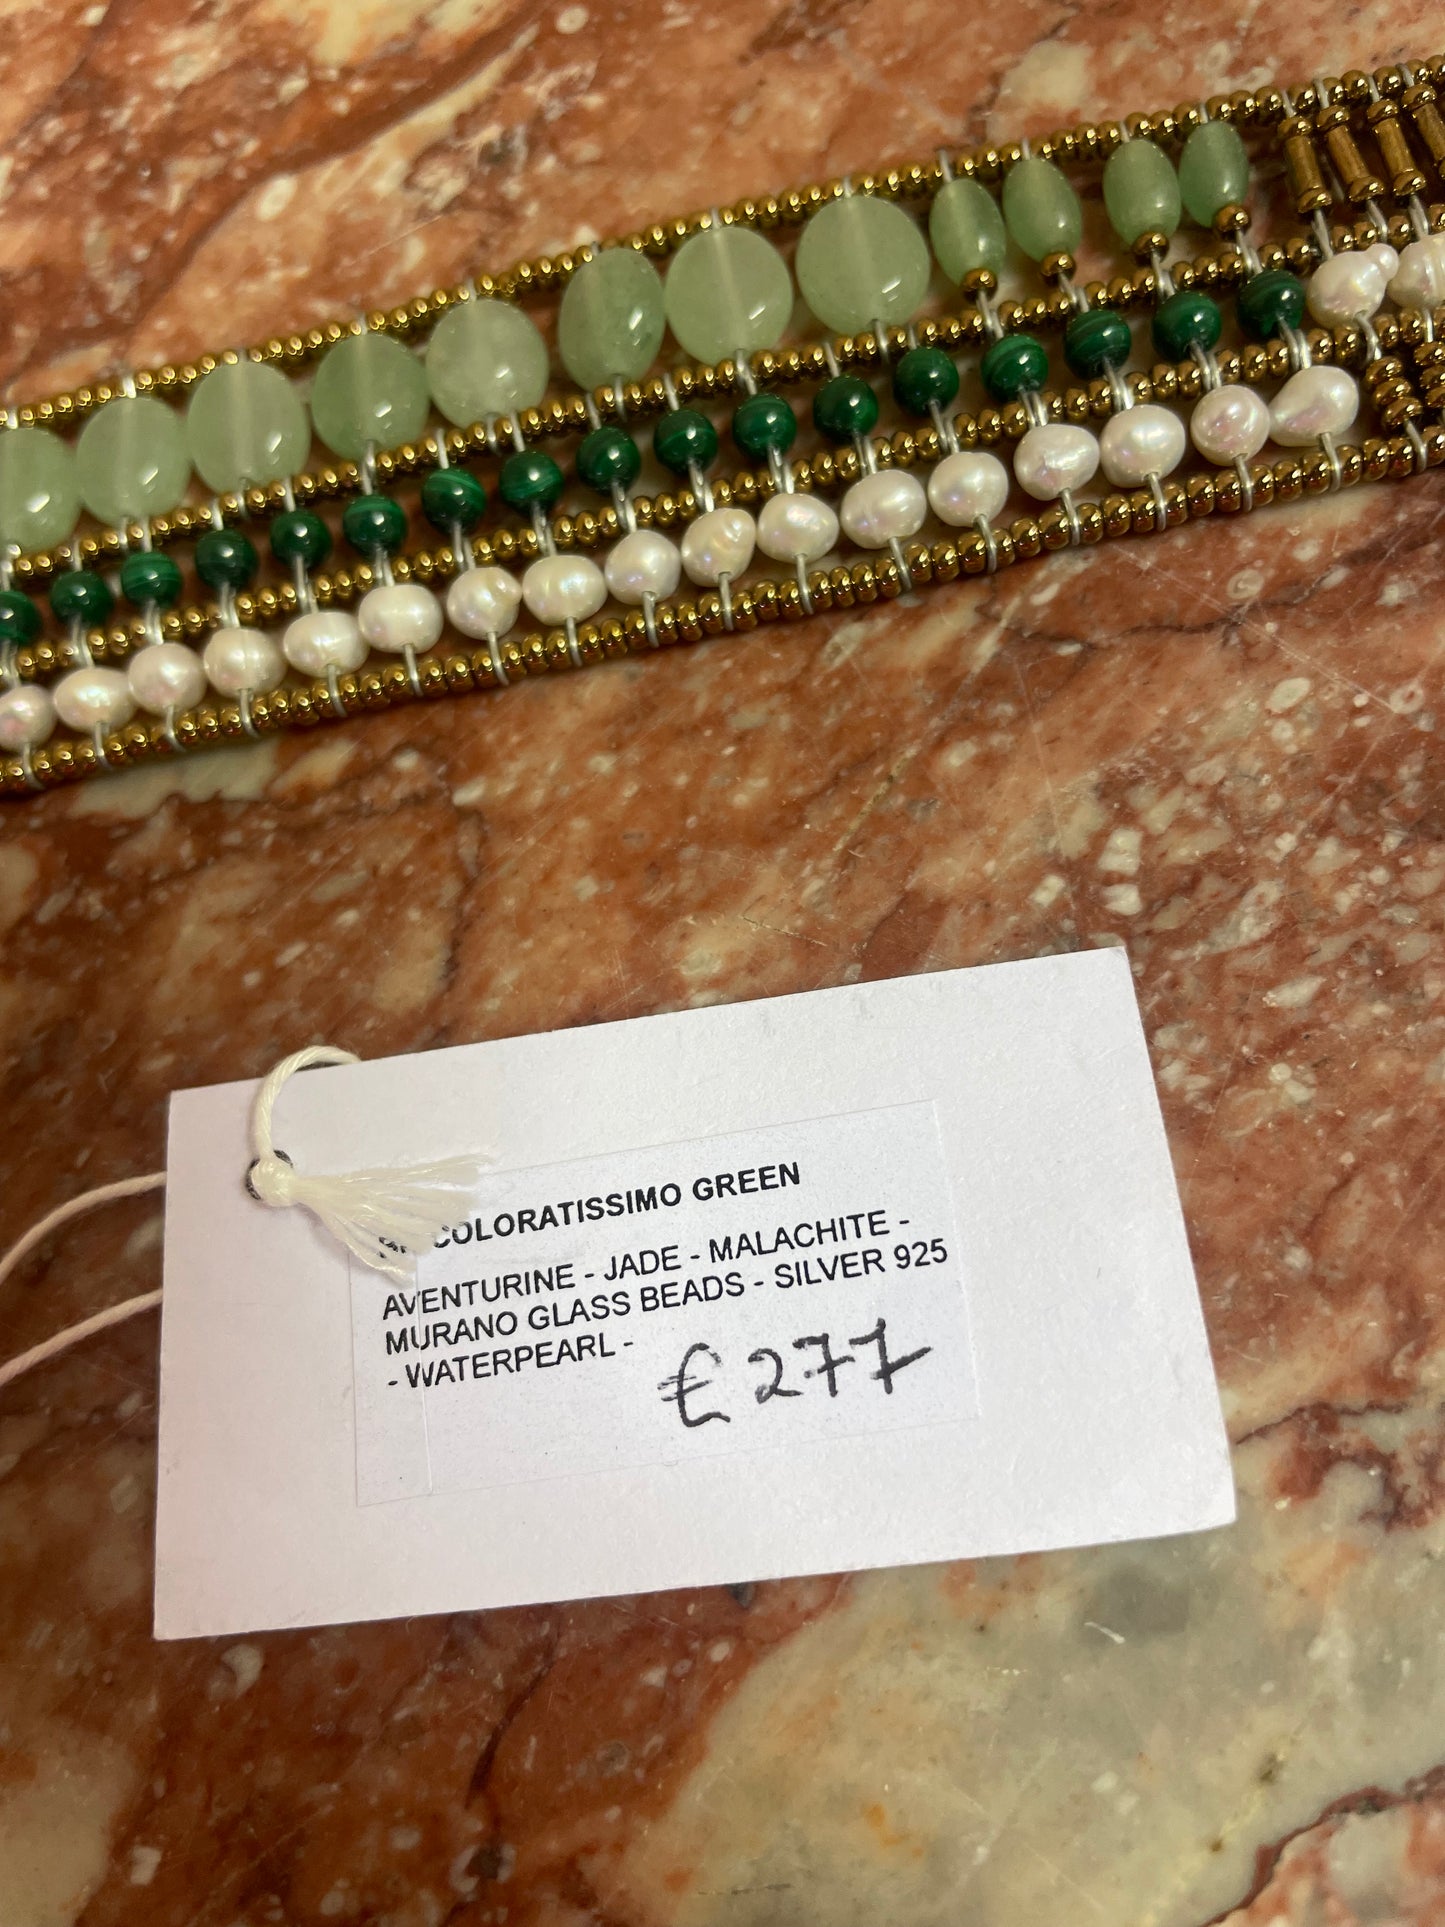 COLORATISSIMO GREEN
AVENTURINE - JADE - MALACHITE -
MURANO GLASS BEADS - SILVER 925
- WATERPEARL -
€ 277